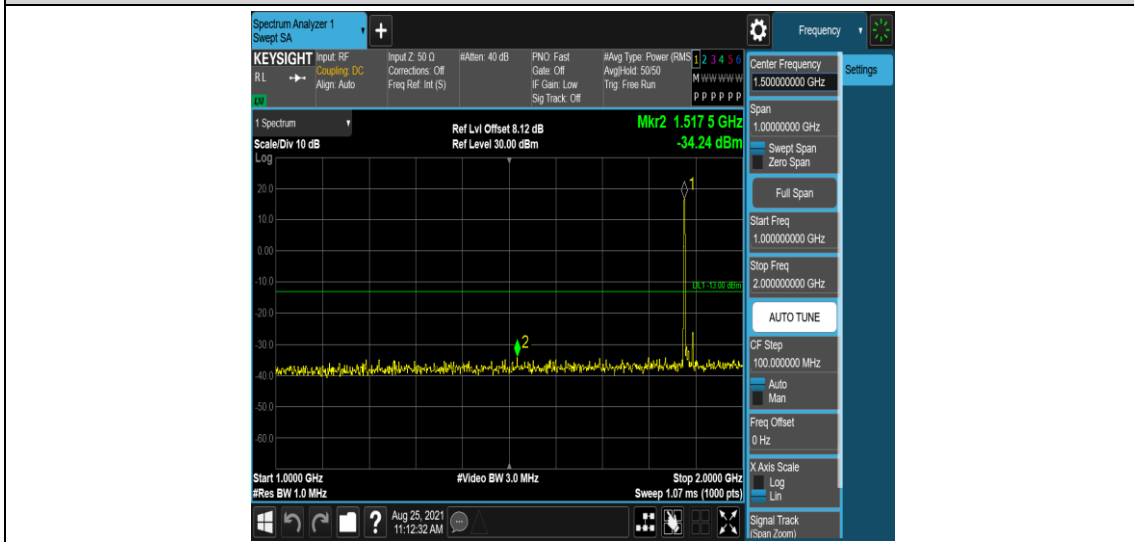 Spectrum Analyzer 1
Swept SA
+
Frequency
KEYSIGHT
RL
LXI
Input: RF
Coupling: DC
Align: Auto
Input Z: 50 Ω
Corrections: Off
Freq Ref: Int (S)
#Atten: 40 dB
PNO: Fast
Gate: Off
IF Gain: Low
Sig Track: Off
#Avg Type: Power (RMS
Avg|Hold: 50/50
Trig: Free Run
1 2 3 4 5 6
M W W W W W
P P P P P P
1 Spectrum
Scale/Div 10 dB
Log
Ref Lvl Offset 8.12 dB
Ref Level 30.00 dBm
Mkr2 1.517 5 GHz
-34.24 dBm
20.0
10.0
0.00
-10.0
-20.0
-30.0
-40.0
-50.0
-60.0
1
DL1 -13.00 dBm
2
Start 1.0000 GHz
#Res BW 1.0 MHz
#Video BW 3.0 MHz
Stop 2.0000 GHz
Sweep 1.07 ms (1000 pts)
Center Frequency
1.500000000 GHz
Settings
Span
1.00000000 GHz
Swept Span
Zero Span
Full Span
Start Freq
1.000000000 GHz
Stop Freq
2.000000000 GHz
AUTO TUNE
CF Step
100.000000 MHz
Auto
Man
Freq Offset
0 Hz
X Axis Scale
Log
Lin
Signal Track
(Span Zoom)
?
Aug 25, 2021
11:12:32 AM